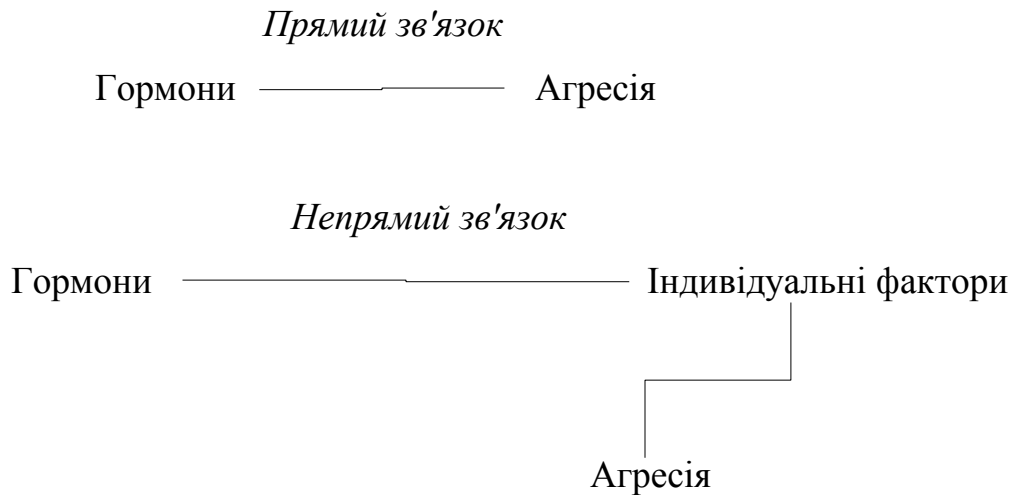 Прямий зв'язок
Гормони Агресія
Непрямий зв'язок
Гормони Індивідуальні фактори
Агресія